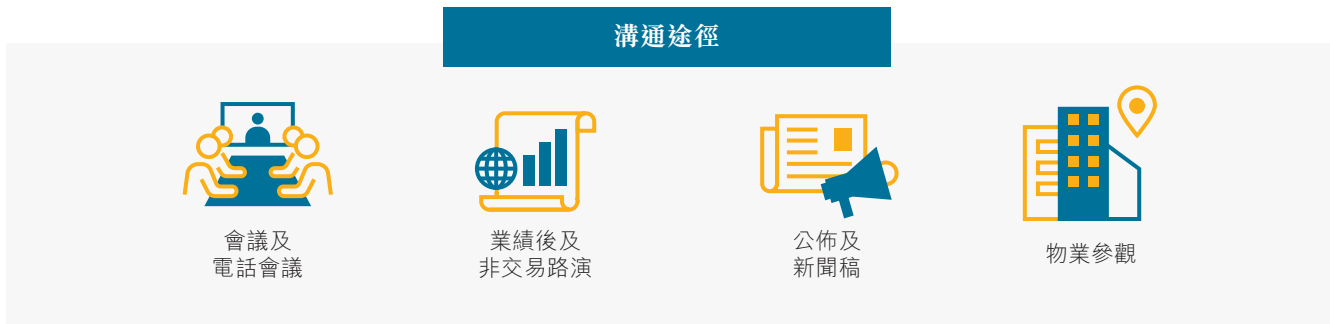 溝通途徑
會議及
電話會議
業績後及
非交易路演
公佈及
新聞稿
物業參觀